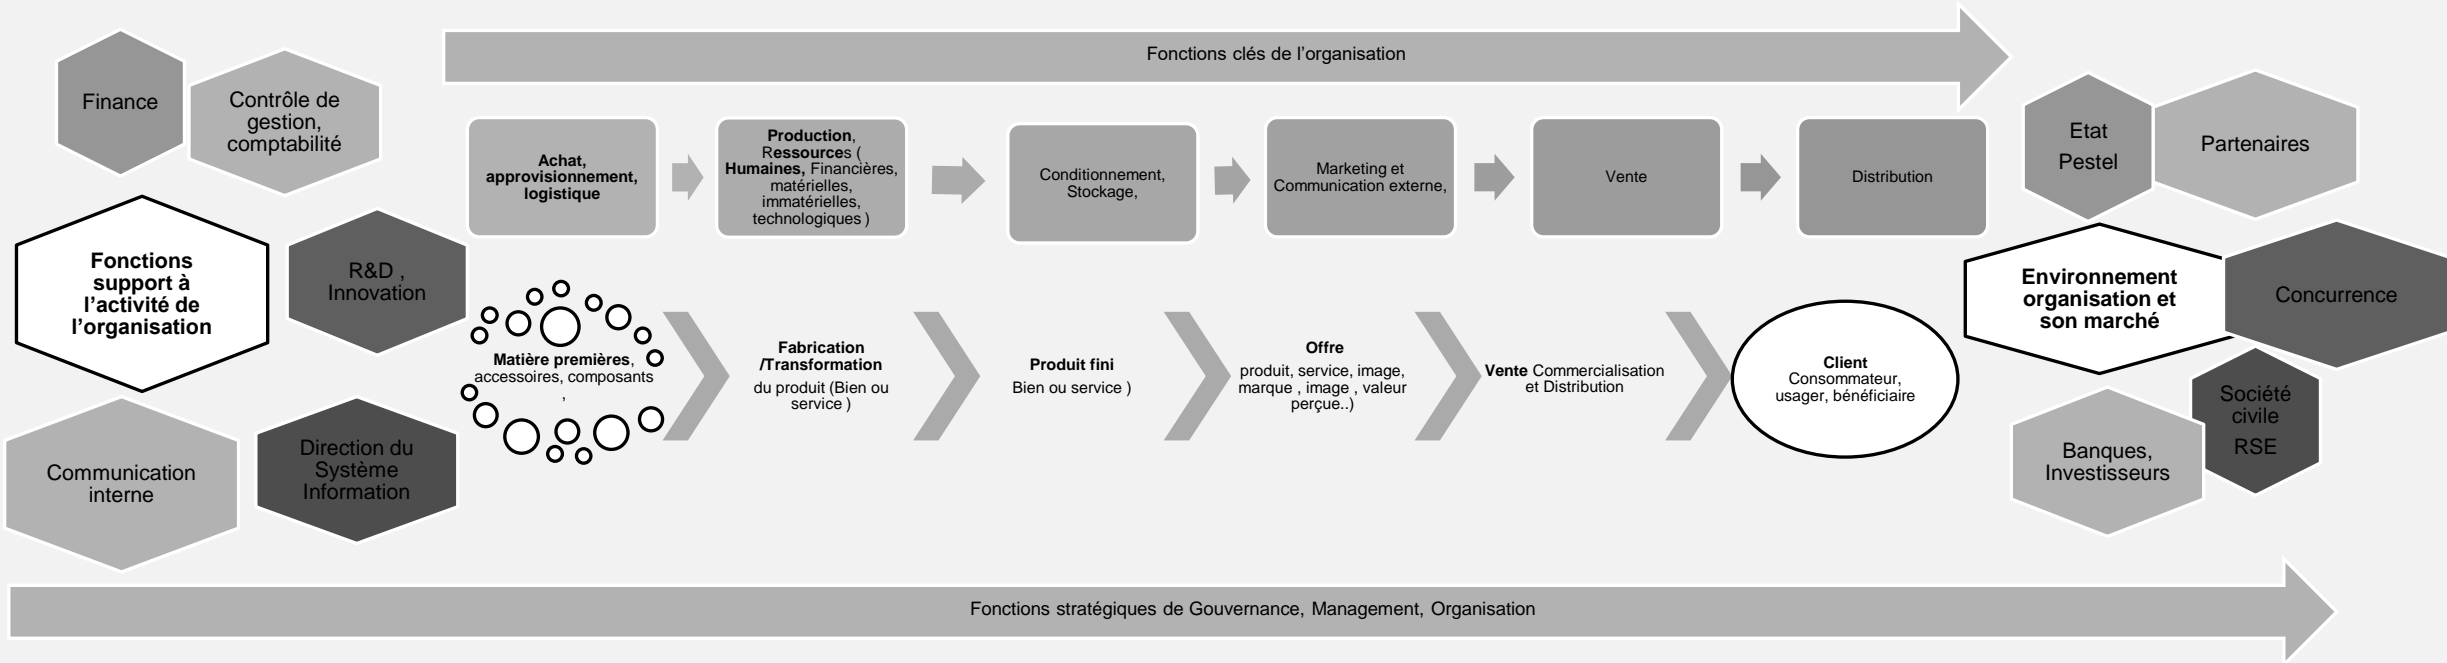 Fonctions clés de l'organisation
Finance
Contrôle de
gestion,
comptabilité
Fonctions
support à
l'activité de
l'organisation
R&D ,
Innovation
Communication
interne
Direction du
Système
Information
Achat,
approvisionnement,
logistique
Production,
Ressources (
Humaines, Financières,
matérielles,
immatérielles,
technologiques )
Conditionnement,
Stockage,
Marketing et
Communication externe,
Vente
Distribution
Matière premières,
accessoires, composants
,
Fabrication
/Transformation
du produit (Bien ou
service )
Produit fini
Bien ou service )
Offre
produit, service, image,
marque , image , valeur
perçue..)
Vente Commercialisation
et Distribution
Client
Consommateur,
usager, bénéficiaire
Etat
Pestel
Partenaires
Environnement
organisation et
son marché
Concurrence
Société
civile
RSE
Banques,
Investisseurs
Fonctions stratégiques de Gouvernance, Management, Organisation